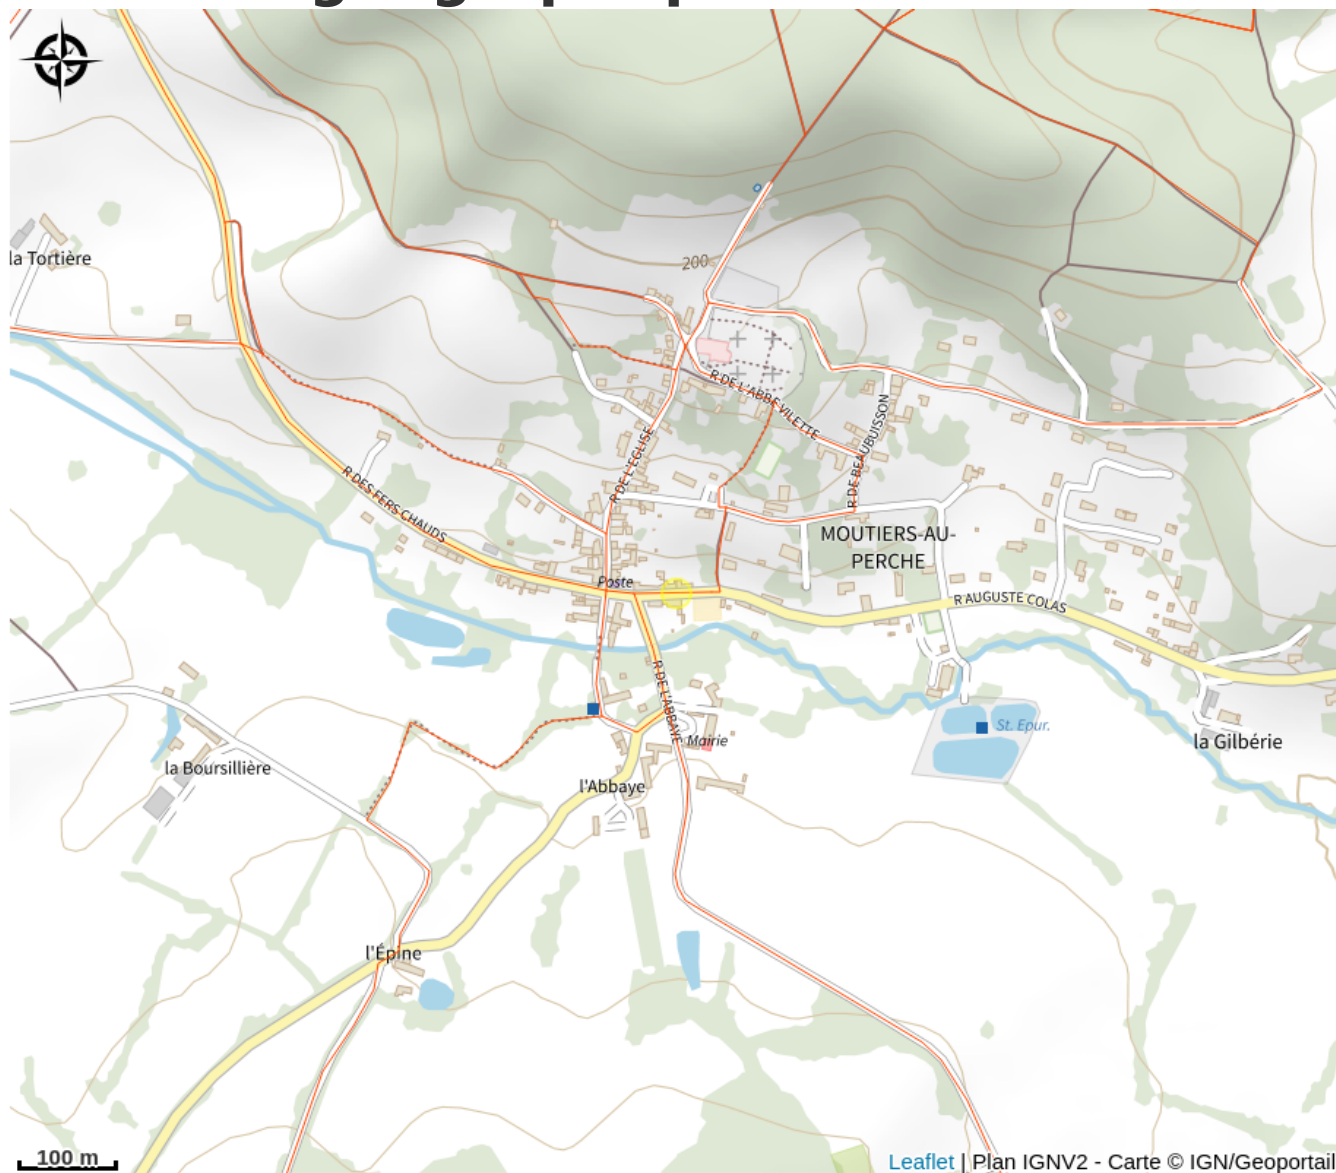 la Tortière
200
R DE L'ABBÉ VILETTE
R DE BEAUBUISSON
R DE L'EGLISE
R DES FERS CHAUDS
MOUTIERS-AU-
PERCHE
Poste
R AUGUSTE COLAS
R DE L'ABBAYE
Mairie
St. Epur.
la Gilbérie
la Boursillière
l'Abbaye
l'Épine
100 m
Leaflet | Plan IGNV2 - Carte © IGN/Geoportail